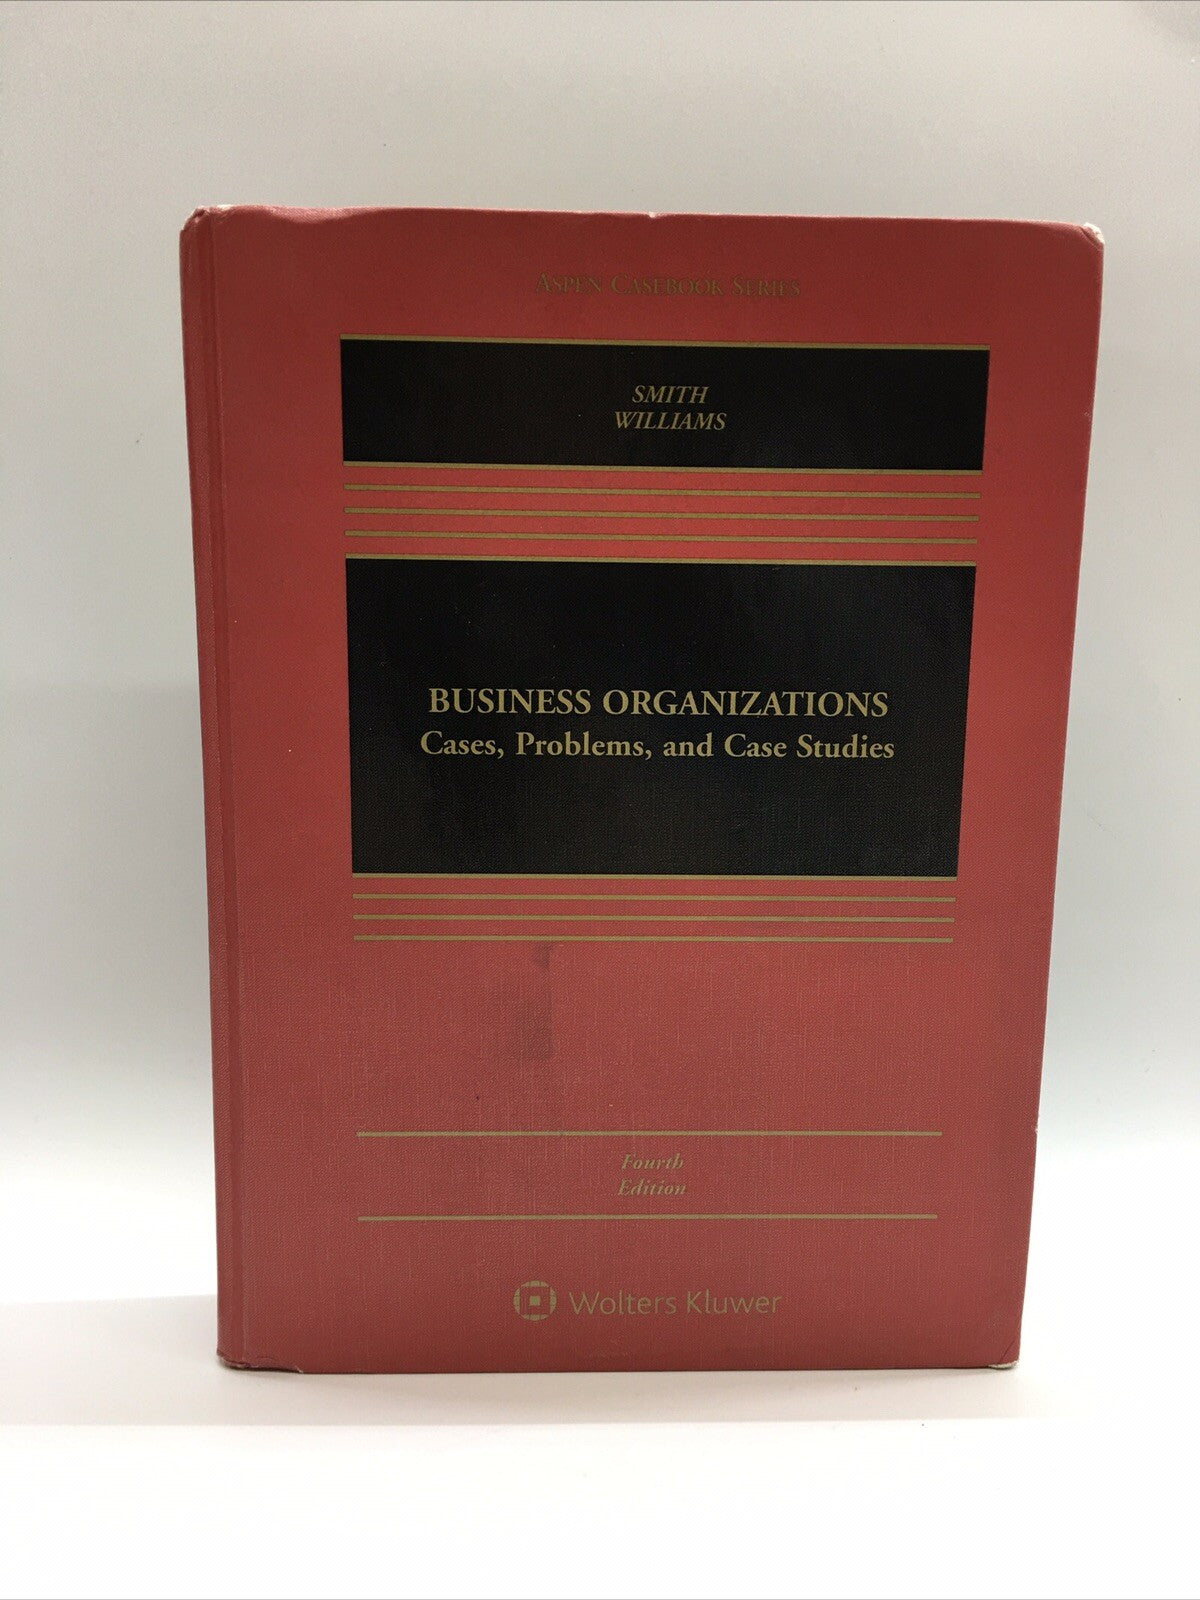 ASPEN CASEBOOK SERIES
SMITH
WILLIAMS
BUSINESS ORGANIZATIONS
Cases, Problems, and Case Studies
Fourth
Edition
Wolters Kluwer